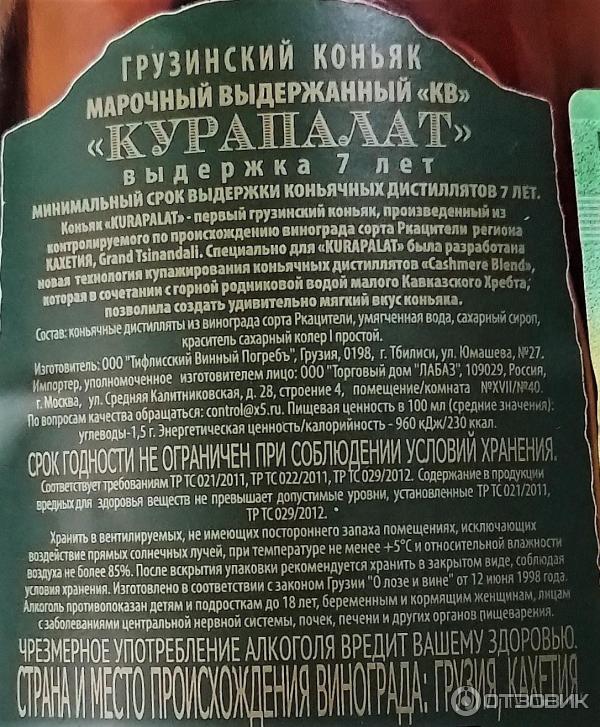 ГРУЗИНСКИЙ КОНЬЯК
МАРОЧНЫЙ ВЫДЕРЖАННЫЙ «КВ»
«КУРАПАЛАТ»
выдержка 7 лет
МИНИМАЛЬНЫЙ СРОК ВЫДЕРЖКИ КОНЬЯЧНЫХ ДИСТИЛЛЯТОВ 7 ЛЕТ.
Коньяк «KURAPALAT» - первый грузинский коньяк, произведенный из
контролируемого по происхождению винограда сорта Ркацители региона
КАХЕТИЯ, Grand Tsinandali. Специально для «KURAPALAT» была разработана
новая технология купажирования коньячных дистиллятов «Cashmere Blend»,
которая в сочетании с горной родниковой водой малого Кавказского Хребта,
позволила создать удивительно мягкий вкус коньяка.
Состав: коньячные дистилляты из винограда сорта Ркацители, умягченная вода, сахарный сироп,
краситель сахарный колер I простой.
Изготовитель: ООО "Тифлисский Винный Погребъ", Грузия, 0198, г. Тбилиси, ул. Юмашева, №27.
Импортер, уполномоченное изготовителем лицо: ООО "Торговый дом "ЛАБАЗ", 109029, Россия,
г. Москва, ул. Средняя Калитниковская, д. 28, строение 4, помещение/комната №XVII/№40.
По вопросам качества обращаться: control@x5.ru. Пищевая ценность в 100 мл (средние значения):
углеводы-1,5 г. Энергетическая ценность/калорийность - 960 кДж/230 ккал.
СРОК ГОДНОСТИ НЕ ОГРАНИЧЕН ПРИ СОБЛЮДЕНИИ УСЛОВИЙ ХРАНЕНИЯ.
Соответствует требованиям ТР ТС 021/2011, ТР ТС 022/2011, ТР ТС 029/2012. Содержание в продукции
вредных для здоровья веществ не превышает допустимые уровни, установленные ТР ТС 021/2011,
ТР ТС 029/2012.
Хранить в вентилируемых, не имеющих постороннего запаха помещениях, исключающих
воздействие прямых солнечных лучей, при температуре не менее +5°С и относительной влажности
воздуха не более 85%. После вскрытия упаковки рекомендуется хранить в закрытом виде, соблюдая
условия хранения. Изготовлено в соответствии с законом Грузии "О лозе и вине" от 12 июня 1998 года.
Алкоголь противопоказан детям и подросткам до 18 лет, беременным и кормящим женщинам, лицам
с заболеваниями центральной нервной системы, почек, печени и других органов пищеварения.
ЧРЕЗМЕРНОЕ УПОТРЕБЛЕНИЕ АЛКОГОЛЯ ВРЕДИТ ВАШЕМУ ЗДОРОВЬЮ.
СТРАНА И МЕСТО ПРОИСХОЖДЕНИЯ ВИНОГРАДА: ГРУЗИЯ, КАХЕТИЯ
ОТЗОВИК